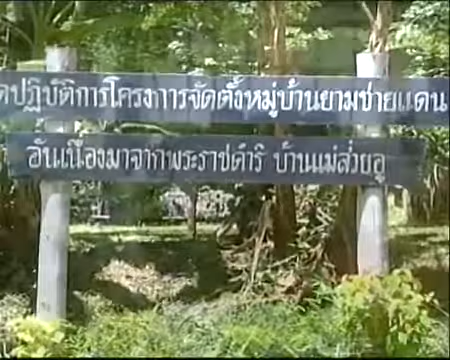 ดปฏิบัติการโครงการจัดตั้งหมู่บ้านยามชายแดน
อันเนื่องมาจากพระราชดำริ บ้านแม่ส่วยอู